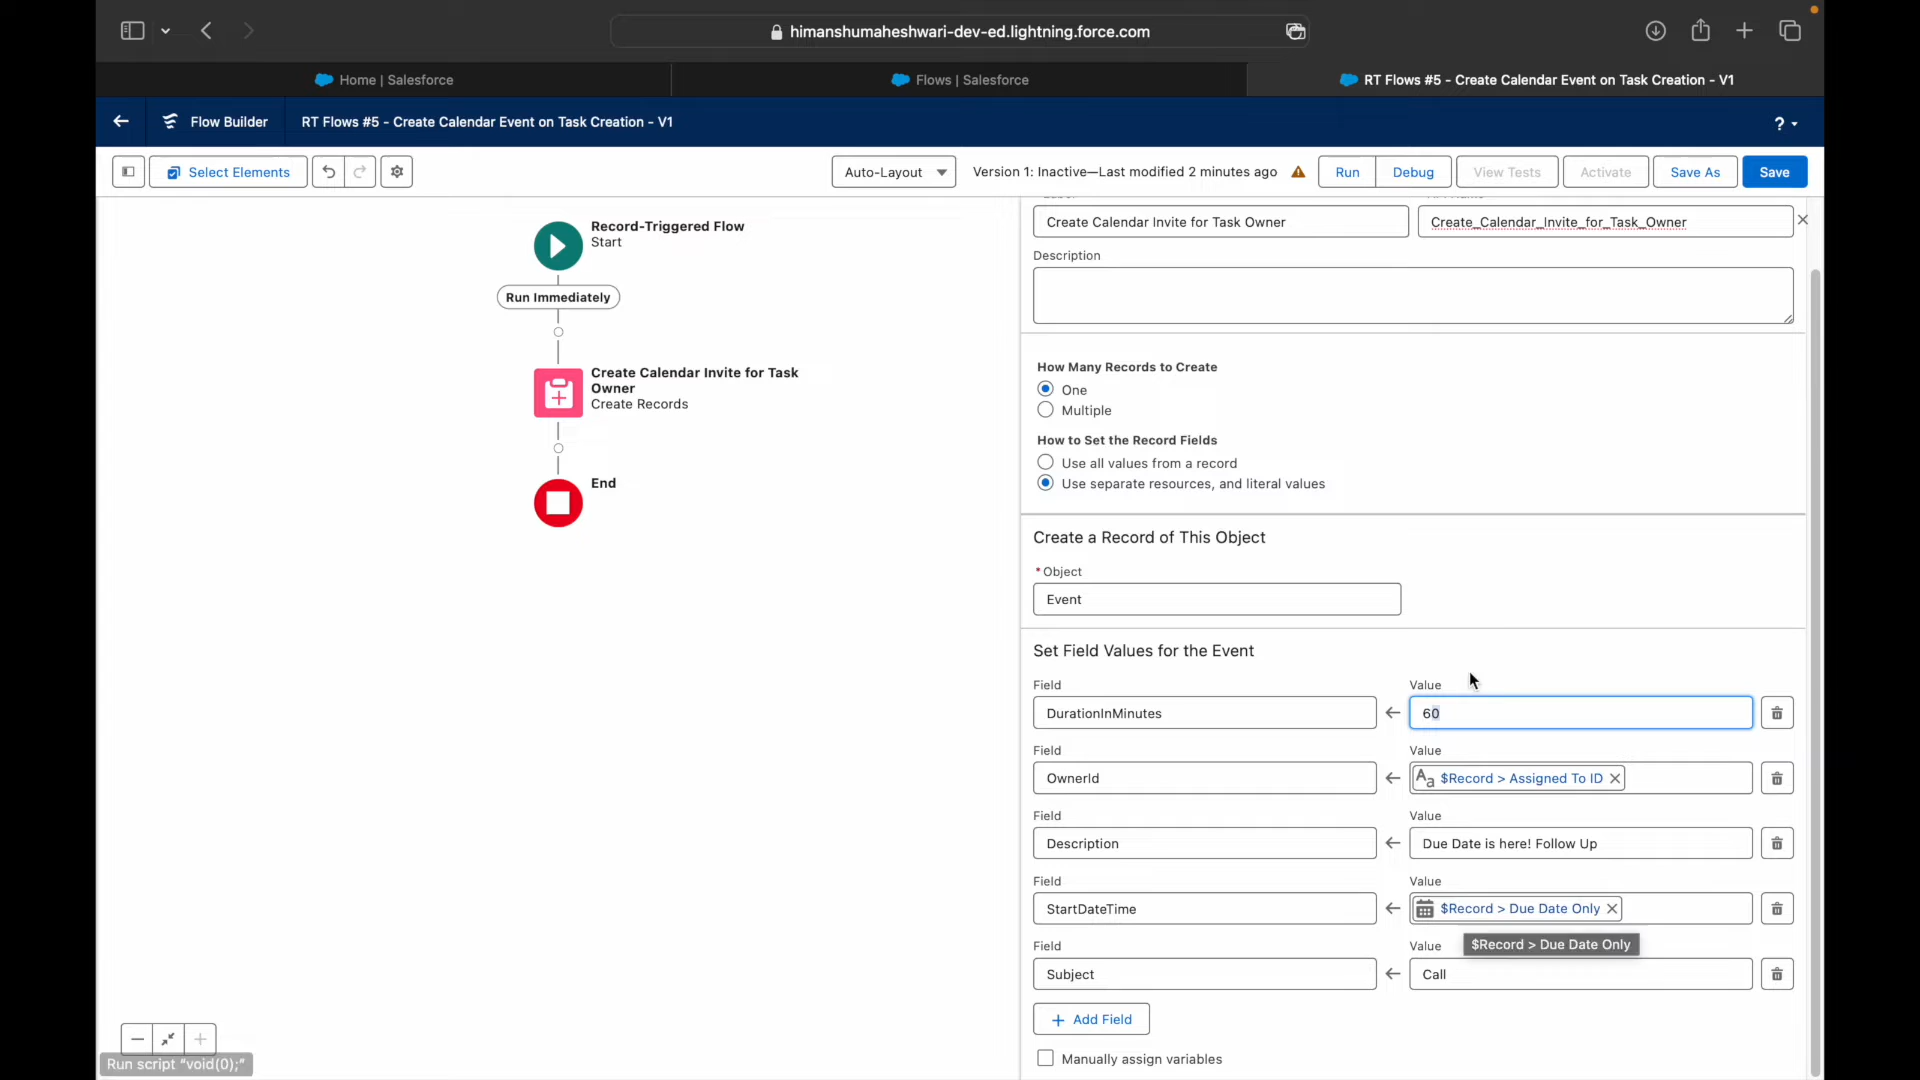 himanshumaheshwari-dev-ed.lightning.force.com
Home | Salesforce
Flows | Salesforce
RT Flows #5 - Create Calendar Event on Task Creation - V1
Flow Builder
RT Flows #5 - Create Calendar Event on Task Creation - V1
?
Select Elements
Auto-Layout
Version 1: Inactive—Last modified 2 minutes ago
Run
Debug
View Tests
Activate
Save As
Save
Record-Triggered Flow
Start
Run Immediately
Create Calendar Invite for Task
Owner
Create Records
End
Create Calendar Invite for Task Owner
Create_Calendar_Invite_for_Task_Owner
Description
How Many Records to Create
One
Multiple
How to Set the Record Fields
Use all values from a record
Use separate resources, and literal values
Create a Record of This Object
*Object
Event
Set Field Values for the Event
Field
Value
DurationInMinutes
60
Field
Value
OwnerId
Aa $Record > Assigned To ID
Field
Value
Description
Due Date is here! Follow Up
Field
Value
StartDateTime
$Record > Due Date Only
Field
Value
$Record > Due Date Only
Subject
Call
+ Add Field
Manually assign variables
Run script "void(0);"